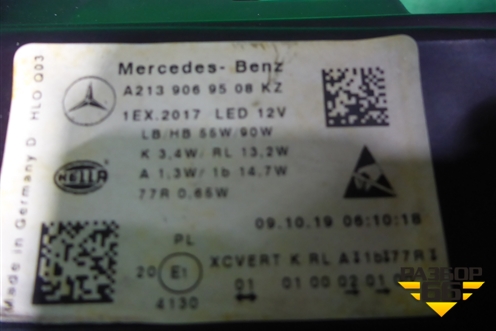 Mercedes-Benz
A213 906 95 08 KZ
1EX.2017 LED 12V
LB/HB 55W/90W
K 3,4W/ RL 13,2W
A 1,3W/ 1b 14,7W
77R 0,65W
HELLA
09.10.19 06:10:18
PL
20 E1 XCVERT K RL A31b377R3
01 01 00 02 01
4130
Made in Germany D HLO Q03
РАЗБОР
66